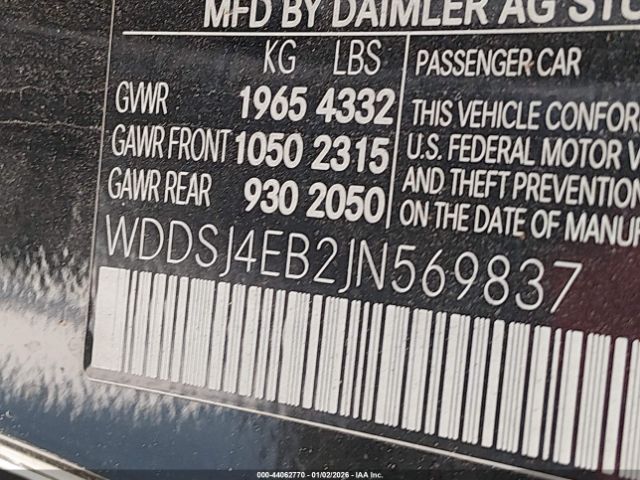 MFD BY DAIMLER AG
KG LBS
GVWR 1965 4332
GAWR FRONT 1050 2315
GAWR REAR 930 2050
PASSENGER CAR
THIS VEHICLE
U.S. FEDERAL MOTOR
AND THEFT PREVENTION
ON THE DATE OF
WDDSJ4EB2JN569837
000-44062770 - 01/02/2026 - IAA Inc.